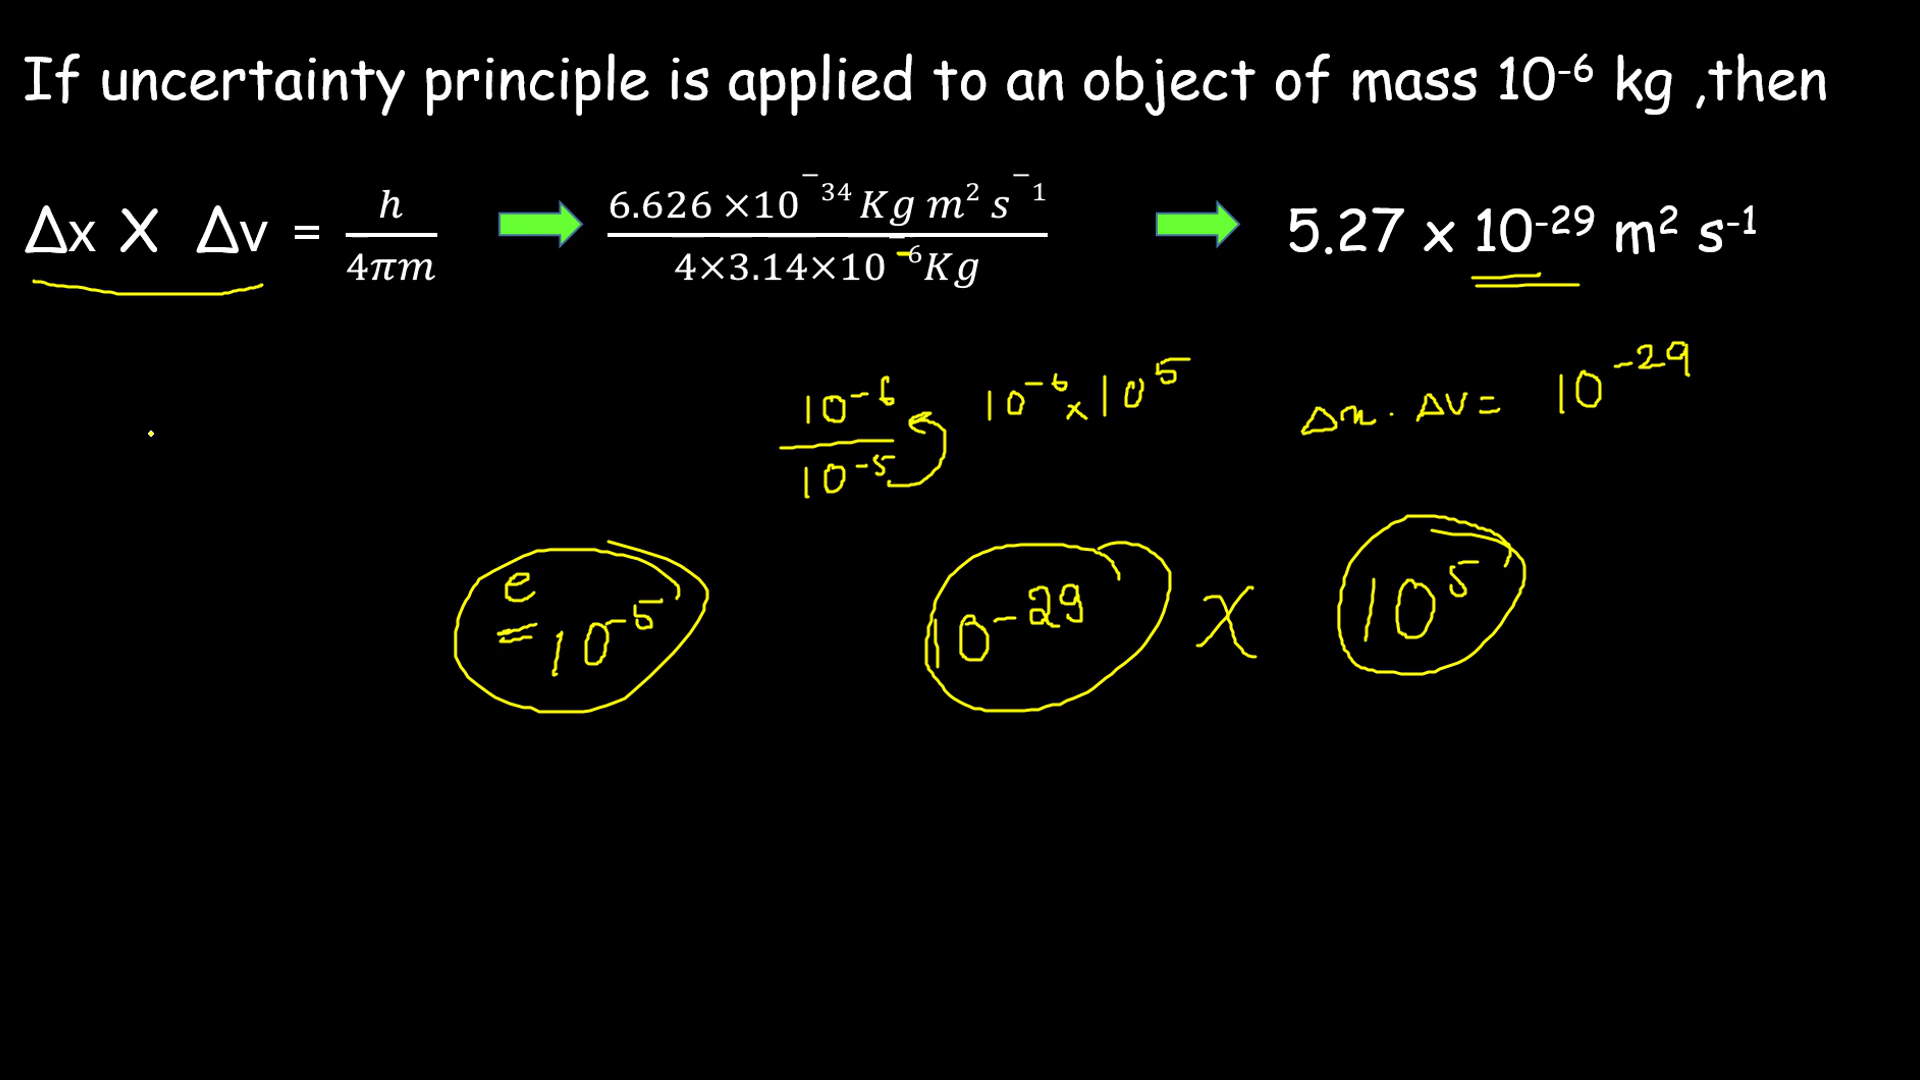 If uncertainty principle is applied to an object of mass 10⁻⁶ kg ,then
Δx X Δv = h/4πm ➡ 6.626 ×10⁻³⁴ Kg m² s⁻¹ / 4×3.14×10⁻⁶Kg ➡ 5.27 x 10⁻²⁹ m² s⁻¹
10⁻⁶/10⁻⁵ 10⁻⁶ x 10⁵ Δx · Δv = 10⁻²⁹
e = 10⁻⁵ 10⁻²⁹ x 10⁵